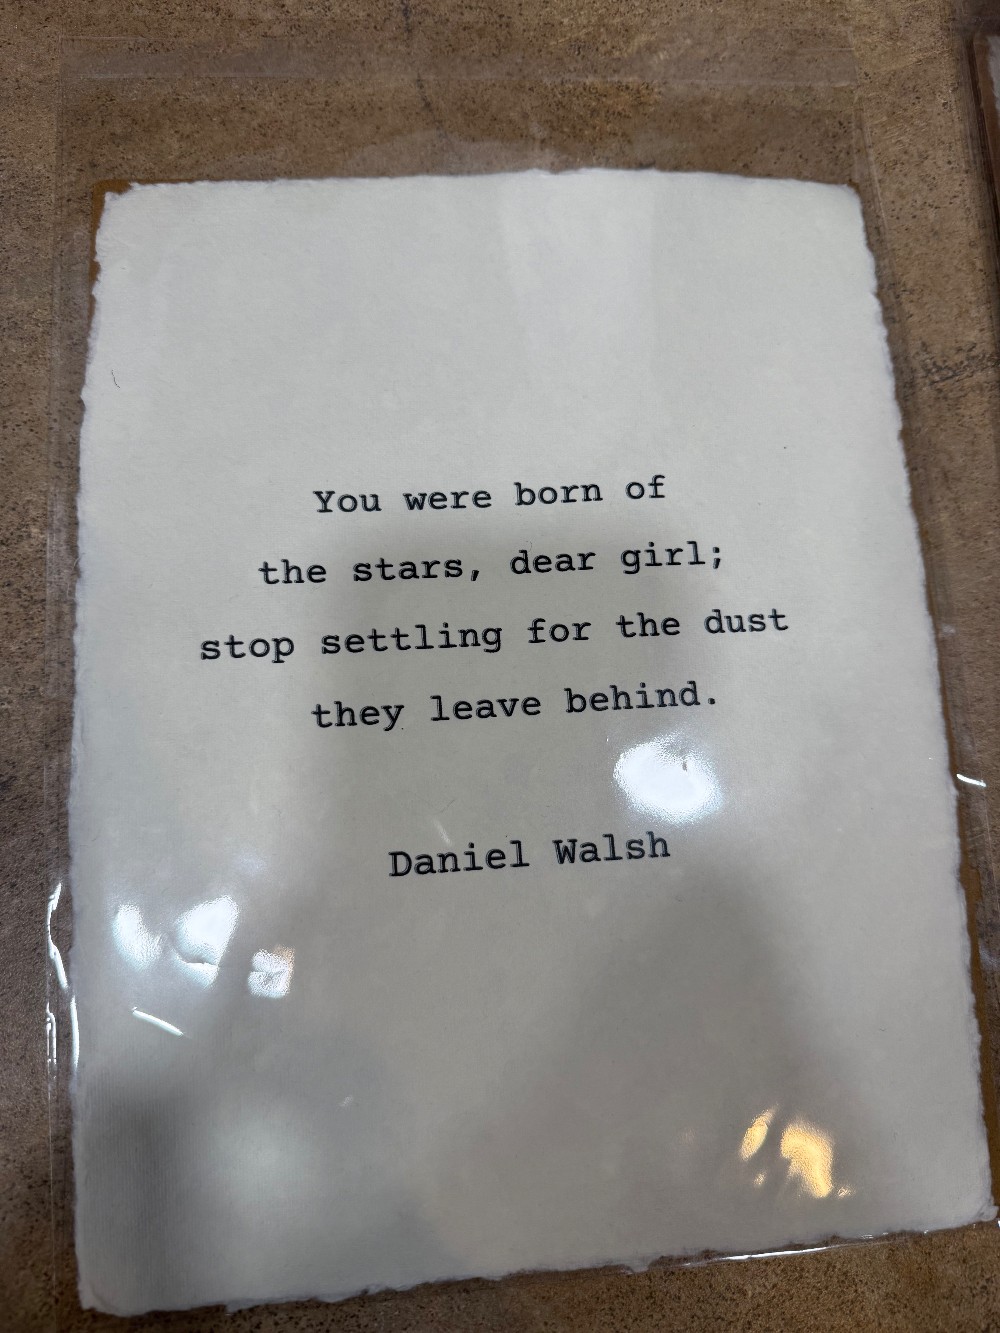 You were born of
the stars, dear girl;
stop settling for the dust
they leave behind.
Daniel Walsh